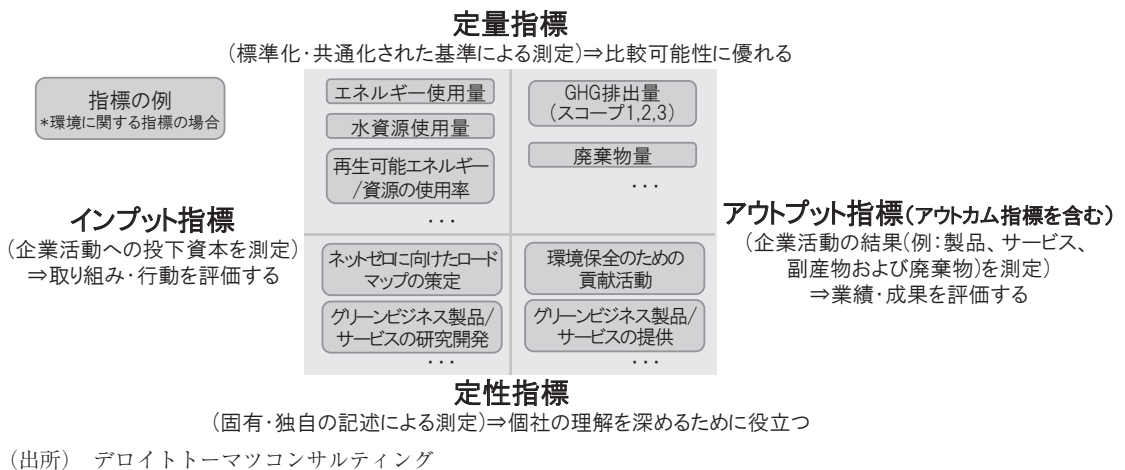 定量指標
(標準化・共通化された基準による測定)⇒比較可能性に優れる
指標の例
*環境に関する指標の場合
エネルギー使用量
水資源使用量
再生可能エネルギー
/資源の使用率
・・・
GHG排出量
(スコープ1,2,3)
廃棄物量
・・・
インプット指標
(企業活動への投下資本を測定)
⇒取り組み・行動を評価する
アウトプット指標(アウトカム指標を含む)
(企業活動の結果(例:製品、サービス、
副産物および廃棄物)を測定)
⇒業績・成果を評価する
ネットゼロに向けたロード
マップの策定
グリーンビジネス製品/
サービスの研究開発
・・・
環境保全のための
貢献活動
グリーンビジネス製品/
サービスの提供
・・・
定性指標
(固有・独自の記述による測定)⇒個社の理解を深めるために役立つ
(出所) デロイトトーマツコンサルティング